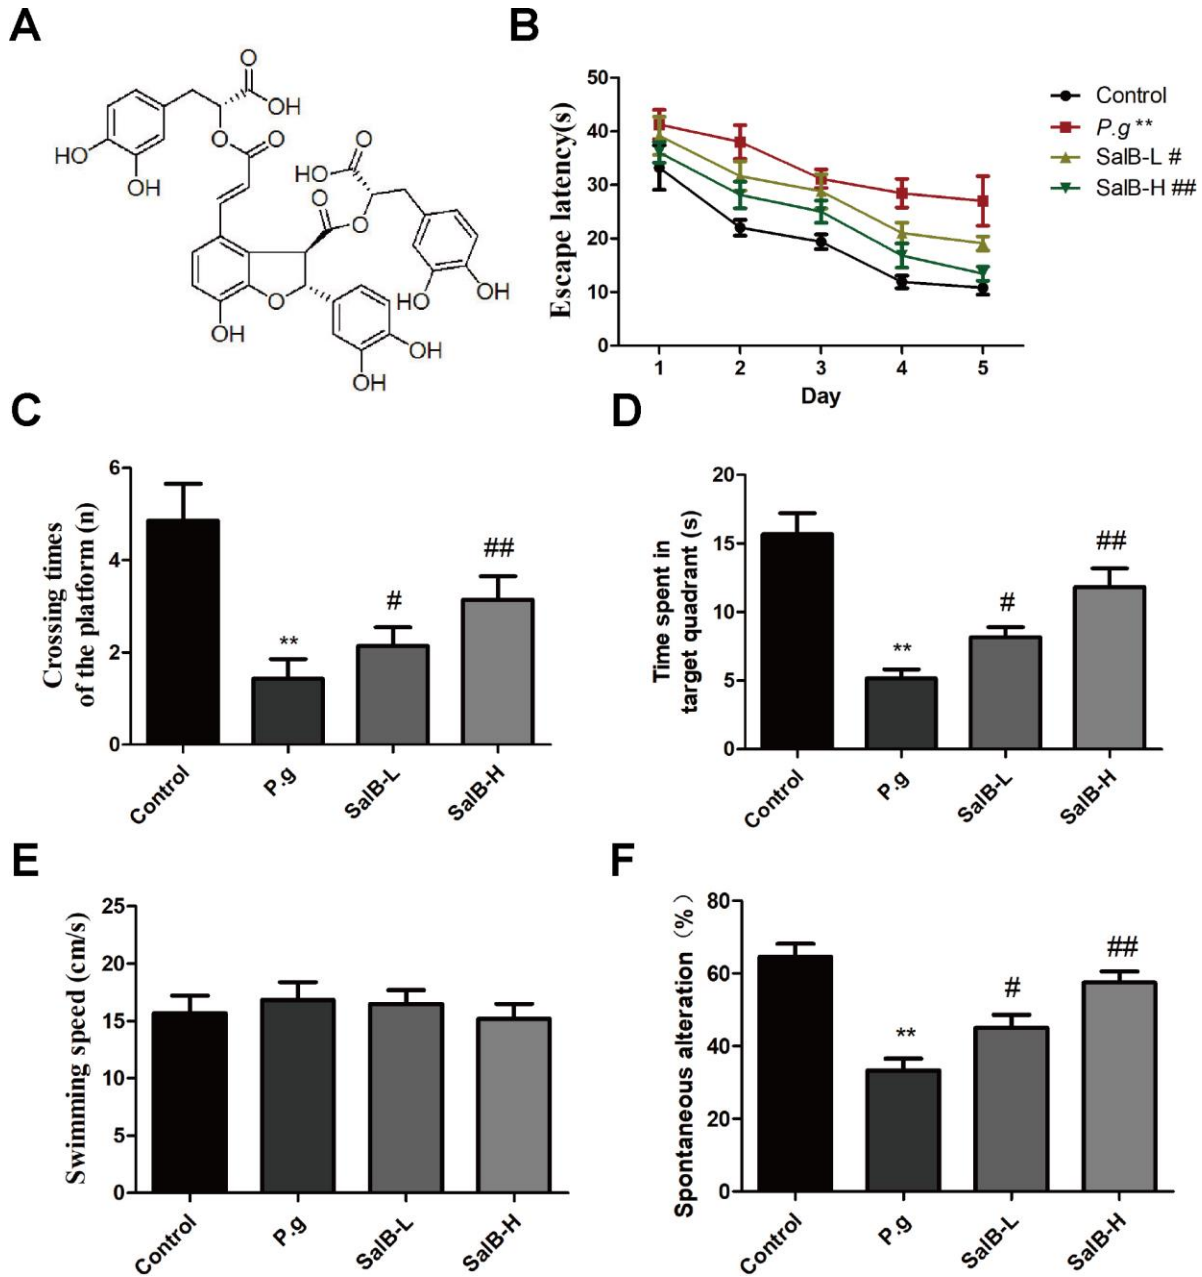 A
O
OH
O
O
HO
OH
O
HO
O
O
HO
OH
O
OH
OH
OH
B
Escape latency(s)
50
40
30
20
10
0
1 2 3 4 5
Day
Control
P.g **
SalB-L #
SalB-H ##
C
Crossing times
of the platform (n)
6
4
2
0
**
#
##
Control P.g SalB-L SalB-H
D
Time spent in
target quadrant (s)
20
15
10
5
0
**
#
##
Control P.g SalB-L SalB-H
E
Swimming speed (cm/s)
25
20
15
10
5
0
Control P.g SalB-L SalB-H
F
Spontaneous alteration（%）
80
60
40
20
0
**
#
##
Control P.g SalB-L SalB-H